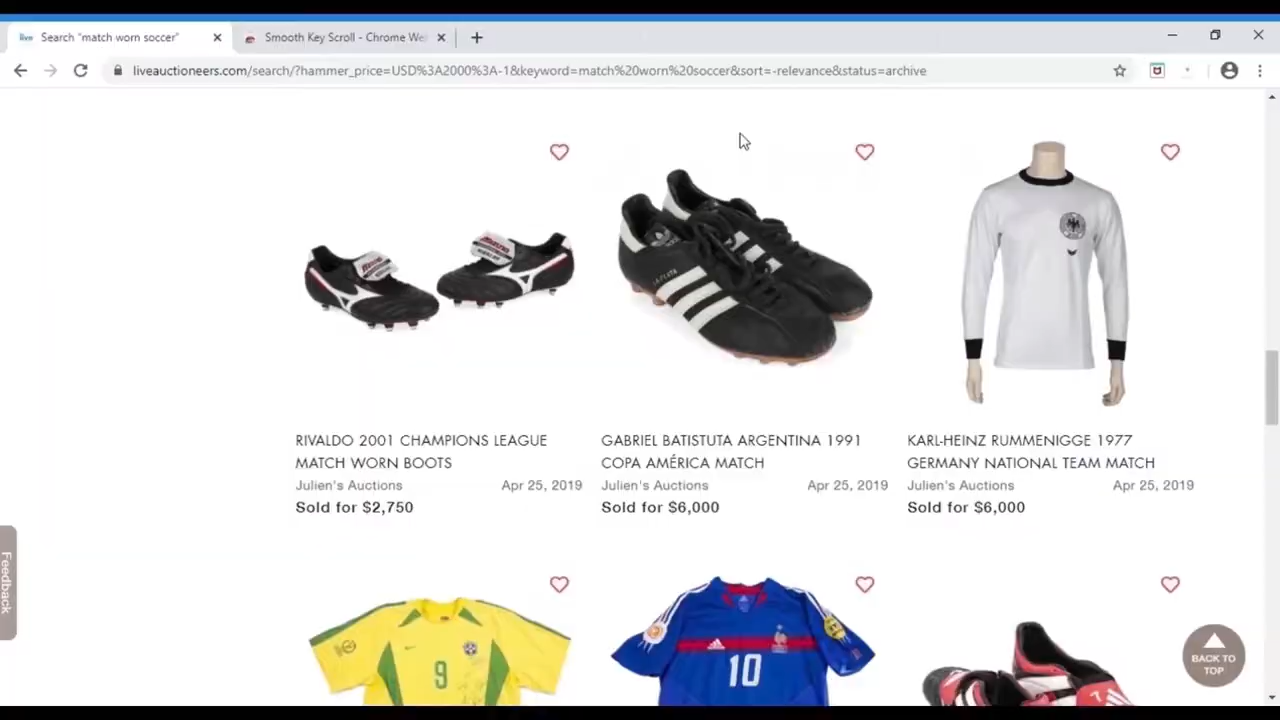 live Search "match worn soccer"
Smooth Key Scroll - Chrome We
liveauctioneers.com/search/?hammer_price=USD%3A2000%3A-1&keyword=match%20worn%20soccer&sort=-relevance&status=archive
RIVALDO 2001 CHAMPIONS LEAGUE
MATCH WORN BOOTS
Julien's Auctions Apr 25, 2019
Sold for $2,750
GABRIEL BATISTUTA ARGENTINA 1991
COPA AMÉRICA MATCH
Julien's Auctions Apr 25, 2019
Sold for $6,000
KARL-HEINZ RUMMENIGGE 1977
GERMANY NATIONAL TEAM MATCH
Julien's Auctions Apr 25, 2019
Sold for $6,000
Feedback
9
10
BACK TO
TOP